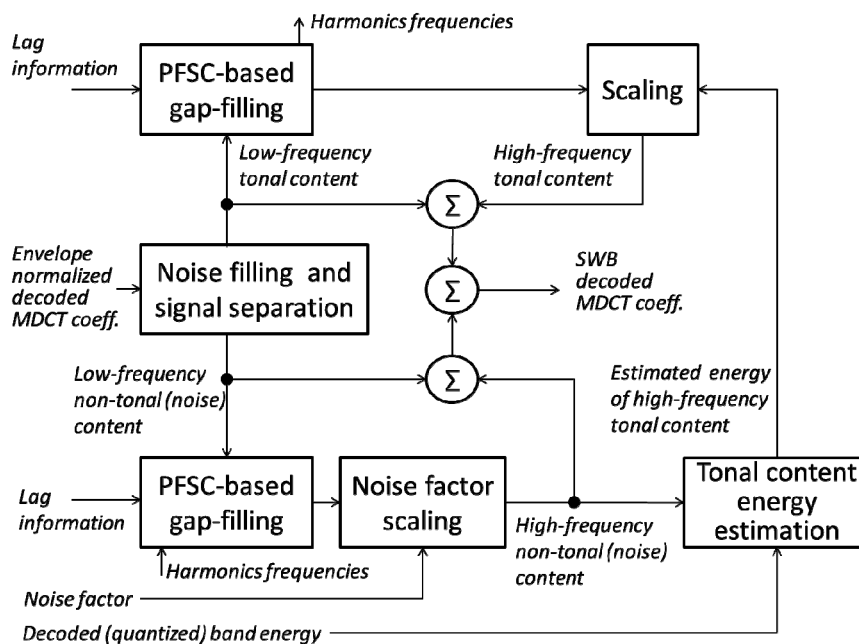 Harmonics frequencies
Lag
information
PFSC-based
gap-filling
Scaling
Low-frequency
tonal content
High-frequency
tonal content
Σ
Envelope
normalized
decoded
MDCT coeff.
Noise filling and
signal separation
Σ
SWB
decoded
MDCT coeff.
Low-frequency
non-tonal (noise)
content
Σ
Estimated energy
of high-frequency
tonal content
Lag
information
PFSC-based
gap-filling
Noise factor
scaling
High-frequency
non-tonal (noise)
content
Tonal content
energy
estimation
Harmonics frequencies
Noise factor
Decoded (quantized) band energy